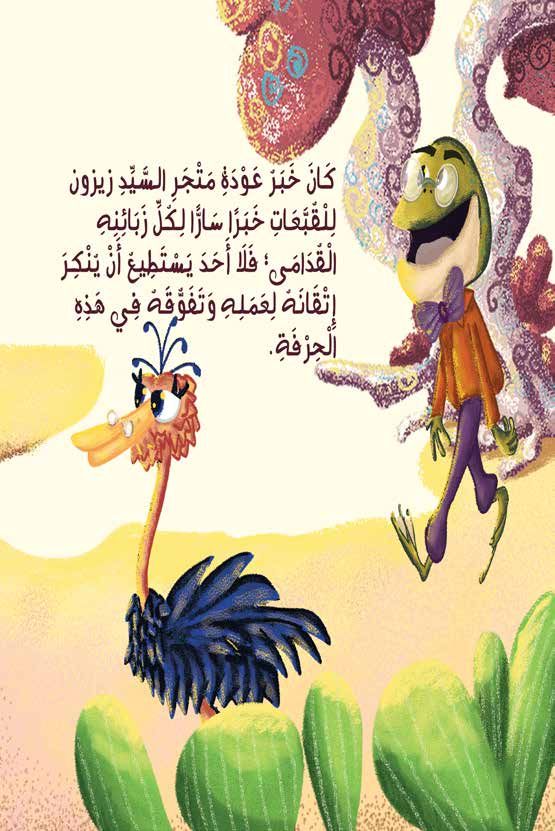 كَانَ خَبَرُ عَوْدَةِ مَتْجَرِ السَّيِّدِ زيزون
لِلْقُبَّعَاتِ خَبَرًا سَارًّا لِكُلِّ زَبَائِنِهِ
الْقُدَامَى؛ فَلَا أَحَدَ يَسْتَطِيعُ أَنْ يُنْكِرَ
إِتْقَانَهُ لِعَمَلِهِ وَتَفَوُّقَهُ فِي هَذِهِ
الْحِرْفَةِ.